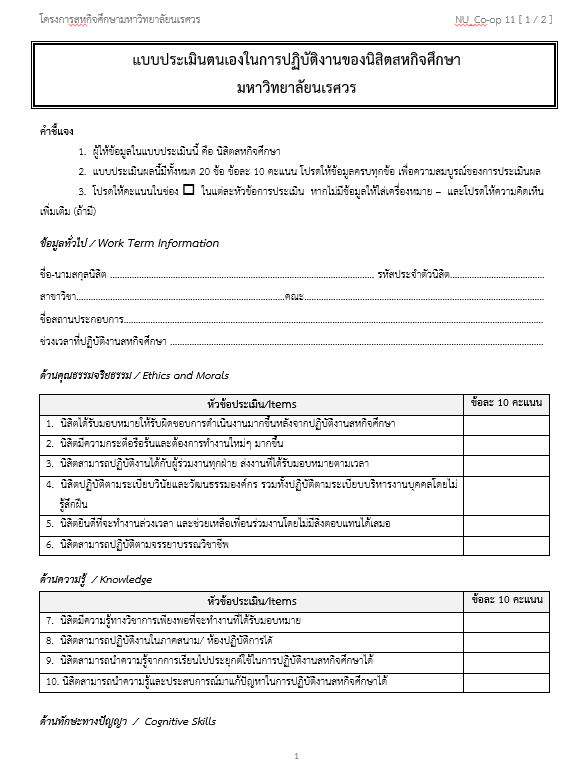 โครงการสหกิจศึกษามหาวิทยาลัยนเรศวร NU_Co-op 11 [ 1 / 2 ]
แบบประเมินตนเองในการปฏิบัติงานของนิสิตสหกิจศึกษา
มหาวิทยาลัยนเรศวร
คำชี้แจง
1. ผู้ให้ข้อมูลในแบบประเมินนี้ คือ นิสิตสหกิจศึกษา
2. แบบประเมินผลนี้มีทั้งหมด 20 ข้อ ข้อละ 10 คะแนน โปรดให้ข้อมูลครบทุกข้อ เพื่อความสมบูรณ์ของการประเมินผล
3. โปรดให้คะแนนในช่อง □ ในแต่ละหัวข้อการประเมิน หากไม่มีข้อมูลให้ใส่เครื่องหมาย – และโปรดให้ความคิดเห็น
เพิ่มเติม (ถ้ามี)
ข้อมูลทั่วไป / Work Term Information
ชื่อ-นามสกุลนิสิต ........................................ รหัสประจำตัวนิสิต........................
สาขาวิชา........................................คณะ........................................
ชื่อสถานประกอบการ........................................
ช่วงเวลาที่ปฏิบัติงานสหกิจศึกษา ........................................
ด้านคุณธรรมจริยธรรม / Ethics and Morals
หัวข้อประเมิน/Items ข้อละ 10 คะแนน
1. นิสิตได้รับมอบหมายให้รับผิดชอบการดำเนินงานมากขึ้นหลังจากปฏิบัติงานสหกิจศึกษา
2. นิสิตมีความกระตือรือร้นและต้องการทำงานใหม่ๆ มากขึ้น
3. นิสิตสามารถปฏิบัติงานได้กับผู้ร่วมงานทุกฝ่าย ส่งงานที่ได้รับมอบหมายตามเวลา
4. นิสิตปฏิบัติตามระเบียบวินัยและวัฒนธรรมองค์กร รวมทั้งปฏิบัติตามระเบียบบริหารงานบุคคลโดยไม่
รู้สึกฝืน
5. นิสิตยินดีที่จะทำงานล่วงเวลา และช่วยเหลือเพื่อนร่วมงานโดยไม่มีสิ่งตอบแทนได้เสมอ
6. นิสิตสามารถปฏิบัติตามจรรยาบรรณวิชาชีพ
ด้านความรู้ / Knowledge
หัวข้อประเมิน/Items ข้อละ 10 คะแนน
7. นิสิตมีความรู้ทางวิชาการเพียงพอที่จะทำงานที่ได้รับมอบหมาย
8. นิสิตสามารถปฏิบัติงานในภาคสนาม/ ห้องปฏิบัติการได้
9. นิสิตสามารถนำความรู้จากการเรียนไปประยุกต์ใช้ในการปฏิบัติงานสหกิจศึกษาได้
10. นิสิตสามารถนำความรู้และประสบการณ์มาแก้ปัญหาในการปฏิบัติงานสหกิจศึกษาได้
ด้านทักษะทางปัญญา / Cognitive Skills
1